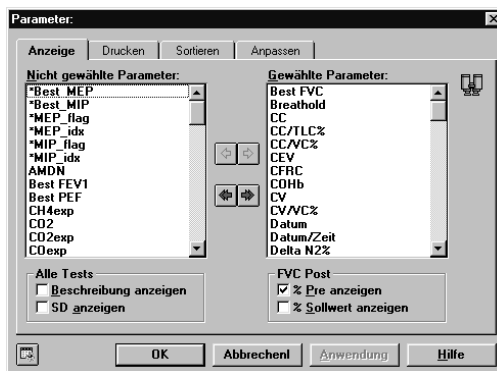 Parameter:
Anzeige Drucken Sortieren Anpassen
Nicht gewählte Parameter:
*Best_MEP
*Best_MIP
*MEP_flag
*MEP_idx
*MIP_flag
*MIP_idx
AMDN
Best FEV1
Best PEF
CH4exp
CO2
CO2exp
COexp
Gewählte Parameter:
Best FVC
Breathold
CC
CC/TLC%
CC/VC%
CEV
CFRC
COHb
CV
CV/VC%
Datum
Datum/Zeit
Delta N2%
Alle Tests
Beschreibung anzeigen
SD anzeigen
FVC Post
% Pre anzeigen
% Sollwert anzeigen
OK Abbrechenl Anwendung Hilfe